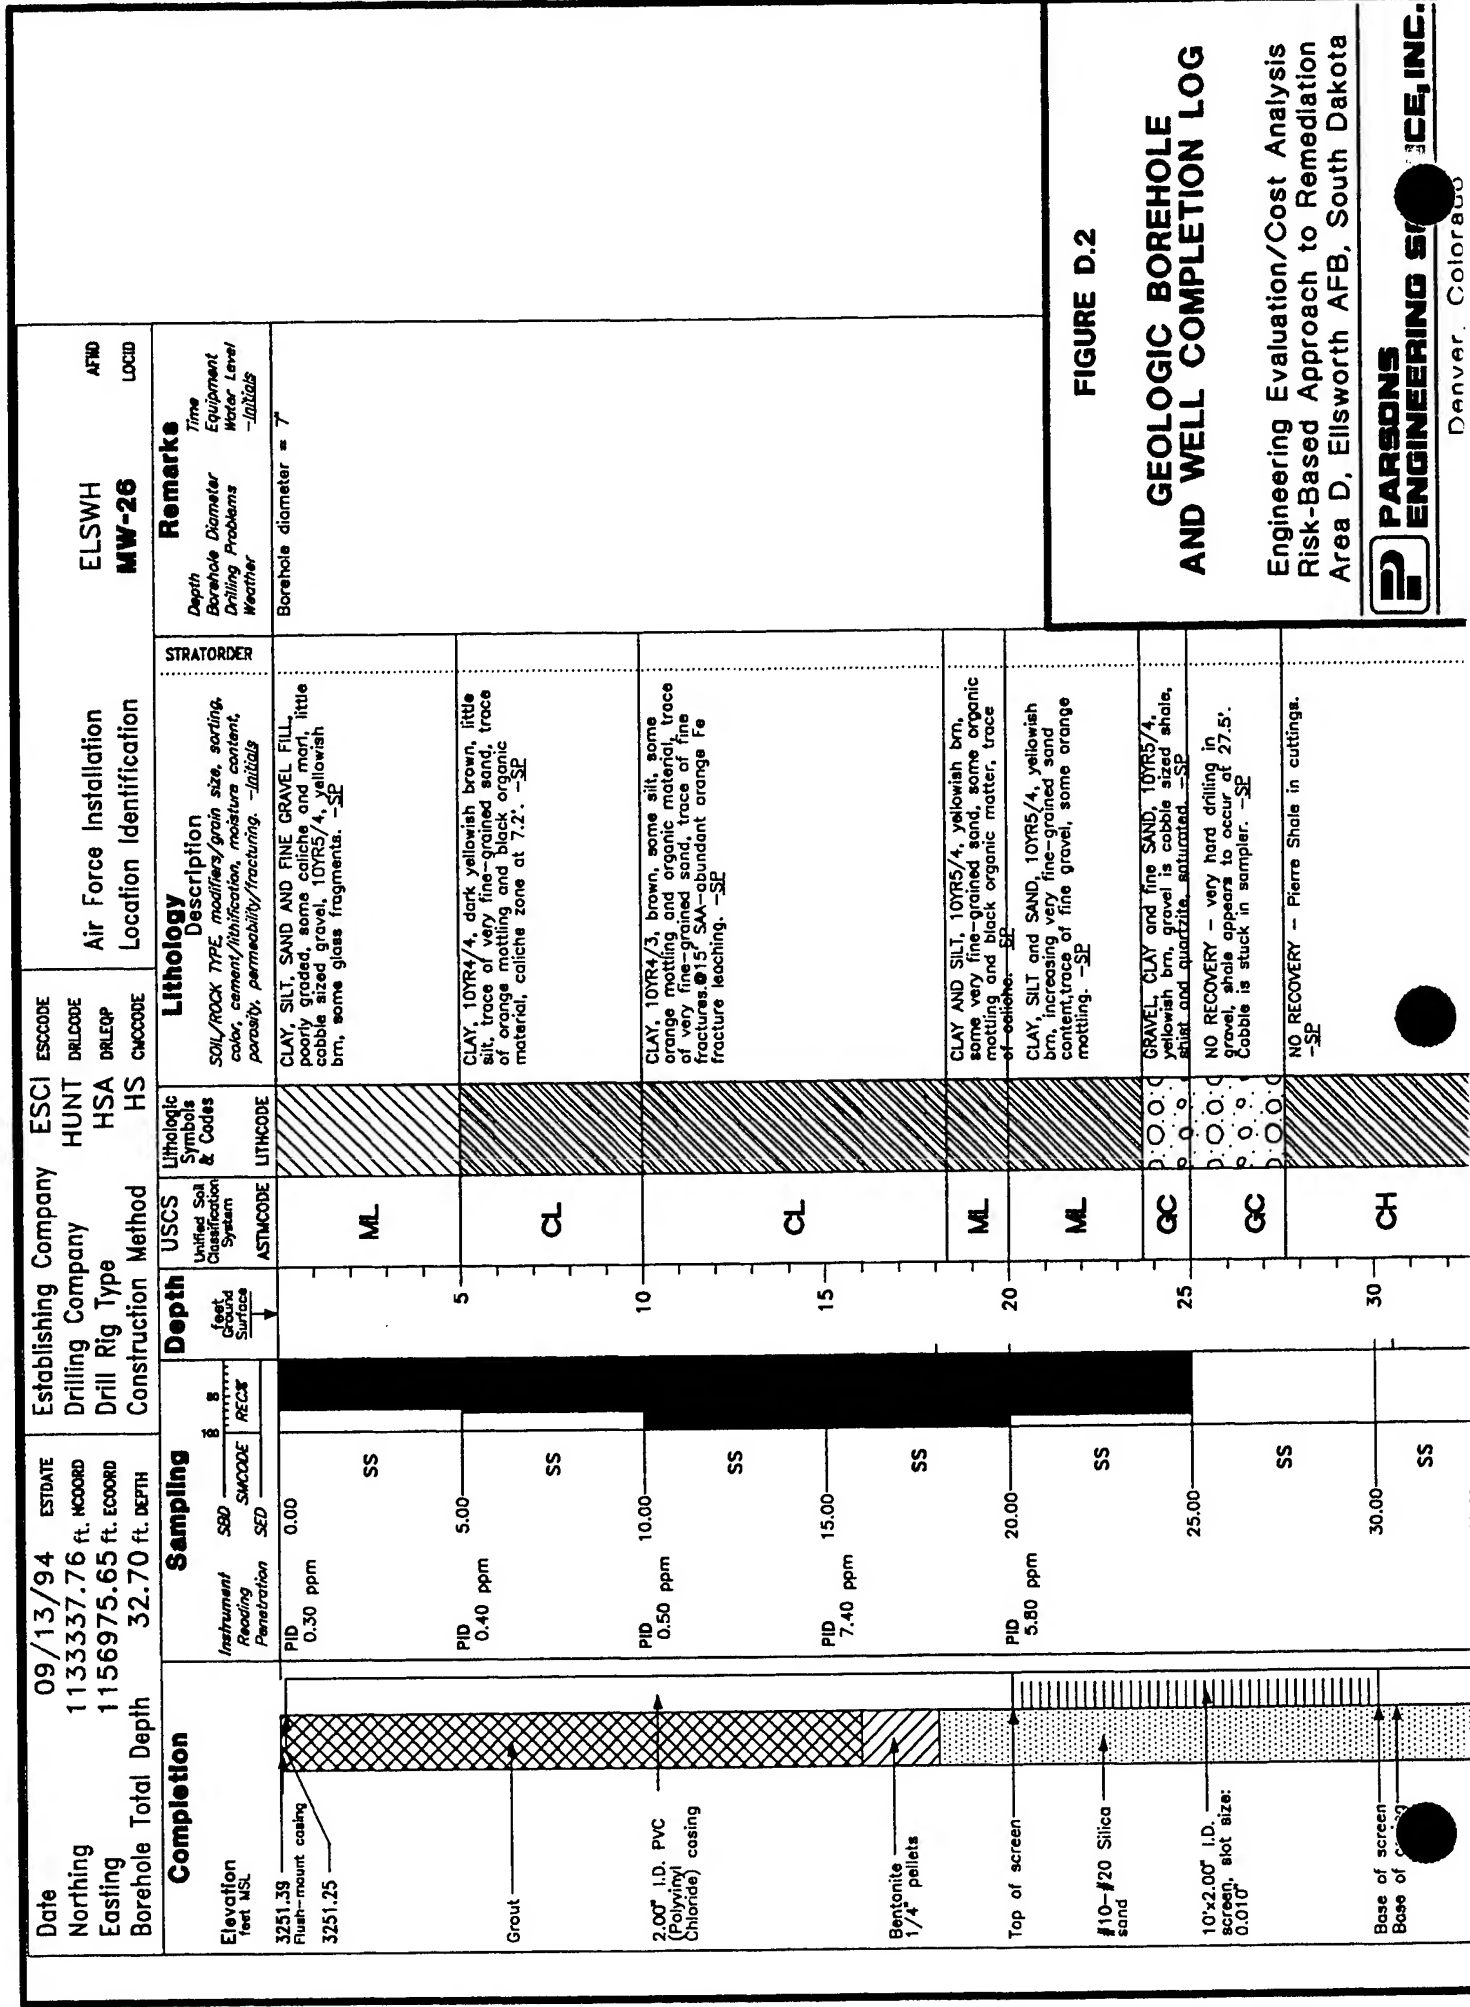 Date 09/13/94 ESTDATE
Northing 113337.76 ft. NCOORD
Easting 1156975.65 ft. ECOORD
Borehole Total Depth 32.70 ft. DEPTH
Establishing Company ESCI ESCCODE
Drilling Company HUNT DRLCODE
Drill Rig Type HSA DRLEQP
Construction Method HS CMCCODE
Air Force Installation ELSWH AFIID
Location Identification MW-26 LOCID
Completion
Elevation
feet MSL
Sampling
Instrument
Reading
Penetration
SBD
SMCODE
SED
REC%
Depth
feet
Ground
Surface
USCS
Unified Soil
Classification
System
ASTMCODE
Lithologic
Symbols
& Codes
LITHCODE
Lithology
Description
SOIL/ROCK TYPE, modifiers/grain size, sorting,
color, cement/lithification, moisture content,
porosity, permeability/fracturing. -Initials
STRATORDER
Remarks
Depth Time
Borehole Diameter Equipment
Drilling Problems Water Level
Weather -Initials
3251.39
Flush-mount casing
3251.25
Grout
2.00" I.D. PVC
(Polyvinyl
Chloride) casing
Bentonite
1/4" pellets
Top of screen
#10-#20 Silica
sand
10'x2.00" I.D.
screen, slot size:
0.010"
Base of screen
Base of
PID
0.30 ppm
PID
0.40 ppm
PID
0.50 ppm
PID
7.40 ppm
PID
5.80 ppm
0.00
SS
5.00
SS
10.00
SS
15.00
SS
20.00
SS
25.00
SS
30.00
SS
5
10
15
20
25
30
ML
CL
CL
ML
ML
GC
GC
CH
CLAY, SILT, SAND AND FINE GRAVEL FILL,
poorly graded, some caliche and marl, little
cobble sized gravel, 10YR5/4, yellowish
brn, some glass fragments. -SP
CLAY, 10YR4/4, dark yellowish brown, little
silt, trace of very fine-grained sand, trace
of orange mottling and black organic
material, caliche zone at 7.2'. -SP
CLAY, 10YR4/3, brown, some silt, some
orange mottling and organic material, trace
of very fine-grained sand, trace of fine
fractures.@15' SAA-abundant orange Fe
fracture leaching. -SP
CLAY AND SILT, 10YR5/4, yellowish brn,
some very fine-grained sand, some organic
mottling and black organic matter, trace
of caliche. -SP
CLAY, SILT and SAND, 10YR5/4, yellowish
brn, increasing very fine-grained sand
content,trace of fine gravel, some orange
mottling. -SP
GRAVEL, CLAY and fine SAND, 10YR5/4,
yellowish brn, gravel is cobble sized shale,
shist and quartzite, saturated. -SP
NO RECOVERY - very hard drilling in
gravel, shale appears to occur at 27.5'.
Cobble is stuck in sampler. -SP
NO RECOVERY - Pierre Shale in cuttings.
-SP
Borehole diameter = 7"
FIGURE D.2
GEOLOGIC BOREHOLE
AND WELL COMPLETION LOG
Engineering Evaluation/Cost Analysis
Risk-Based Approach to Remediation
Area D, Ellsworth AFB, South Dakota
PARSONS
ENGINEERING INC.
Denver, Colorado